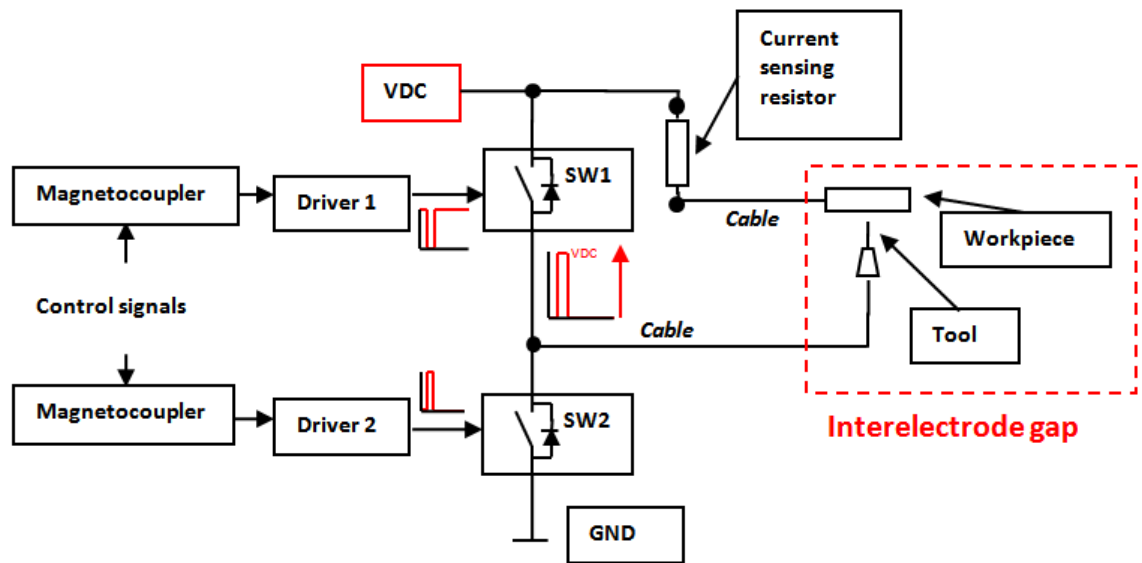 Current
sensing
resistor
VDC
SW1
Magnetocoupler
Driver 1
Cable
Workpiece
VDC
Control signals
Cable
Tool
Magnetocoupler
Driver 2
SW2
Interelectrode gap
GND